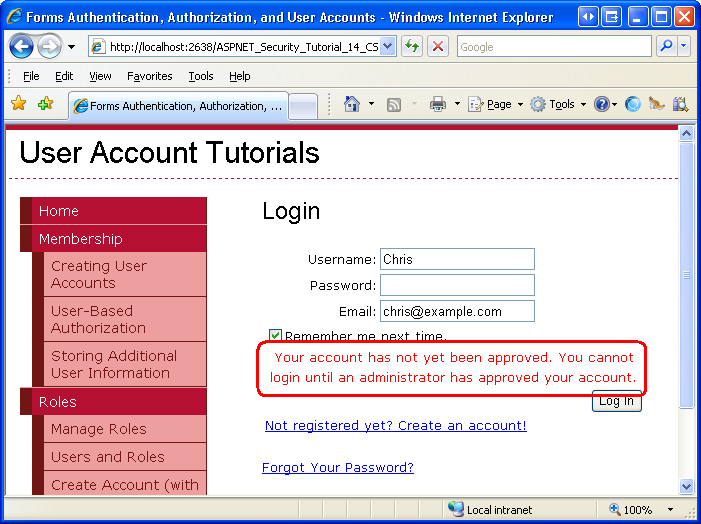 Forms Authentication, Authorization, and User Accounts - Windows Internet Explorer
http://localhost:2638/ASPNET_Security_Tutorial_14_CS
Google
File Edit View Favorites Tools Help
Forms Authentication, Authorization, ...
Page Tools
User Account Tutorials
Home
Membership
Creating User
Accounts
User-Based
Authorization
Storing Additional
User Information
Roles
Manage Roles
Users and Roles
Create Account (with
Login
Username: Chris
Password:
Email: chris@example.com
Remember me next time.
Your account has not yet been approved. You cannot
login until an administrator has approved your account.
Log In
Not registered yet? Create an account!
Forgot Your Password?
Local intranet
100%